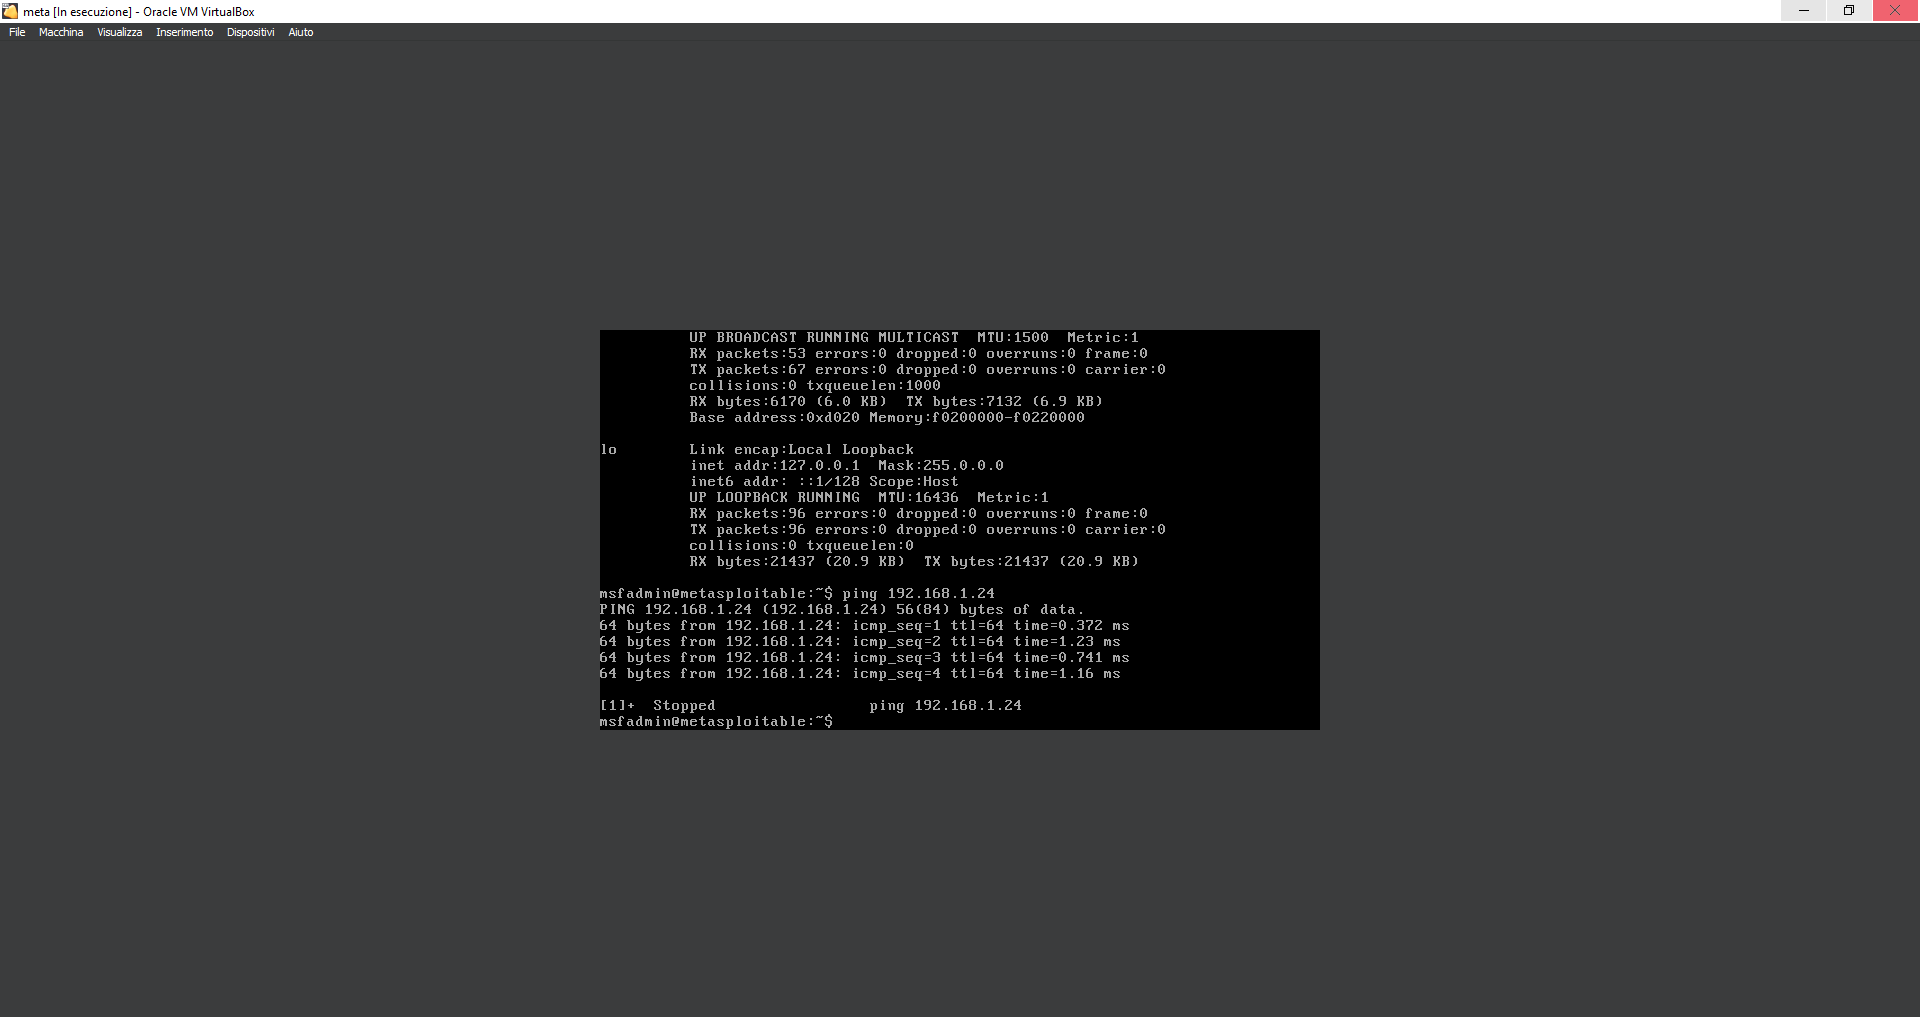 meta [In esecuzione] - Oracle VM VirtualBox
File Macchina Visualizza Inserimento Dispositivi Aiuto
UP BROADCAST RUNNING MULTICAST  MTU:1500  Metric:1
RX packets:53 errors:0 dropped:0 overruns:0 frame:0
TX packets:67 errors:0 dropped:0 overruns:0 carrier:0
collisions:0 txqueuelen:1000
RX bytes:6170 (6.0 KB)  TX bytes:7132 (6.9 KB)
Base address:0xd020 Memory:f0200000-f0220000
lo        Link encap:Local Loopback
inet addr:127.0.0.1  Mask:255.0.0.0
inet6 addr: ::1/128 Scope:Host
UP LOOPBACK RUNNING  MTU:16436  Metric:1
RX packets:96 errors:0 dropped:0 overruns:0 frame:0
TX packets:96 errors:0 dropped:0 overruns:0 carrier:0
collisions:0 txqueuelen:0
RX bytes:21437 (20.9 KB)  TX bytes:21437 (20.9 KB)
msfadmin@metasploitable:~$ ping 192.168.1.24
PING 192.168.1.24 (192.168.1.24) 56(84) bytes of data.
64 bytes from 192.168.1.24: icmp_seq=1 ttl=64 time=0.372 ms
64 bytes from 192.168.1.24: icmp_seq=2 ttl=64 time=1.23 ms
64 bytes from 192.168.1.24: icmp_seq=3 ttl=64 time=0.741 ms
64 bytes from 192.168.1.24: icmp_seq=4 ttl=64 time=1.16 ms
[1]+  Stopped                 ping 192.168.1.24
msfadmin@metasploitable:~$